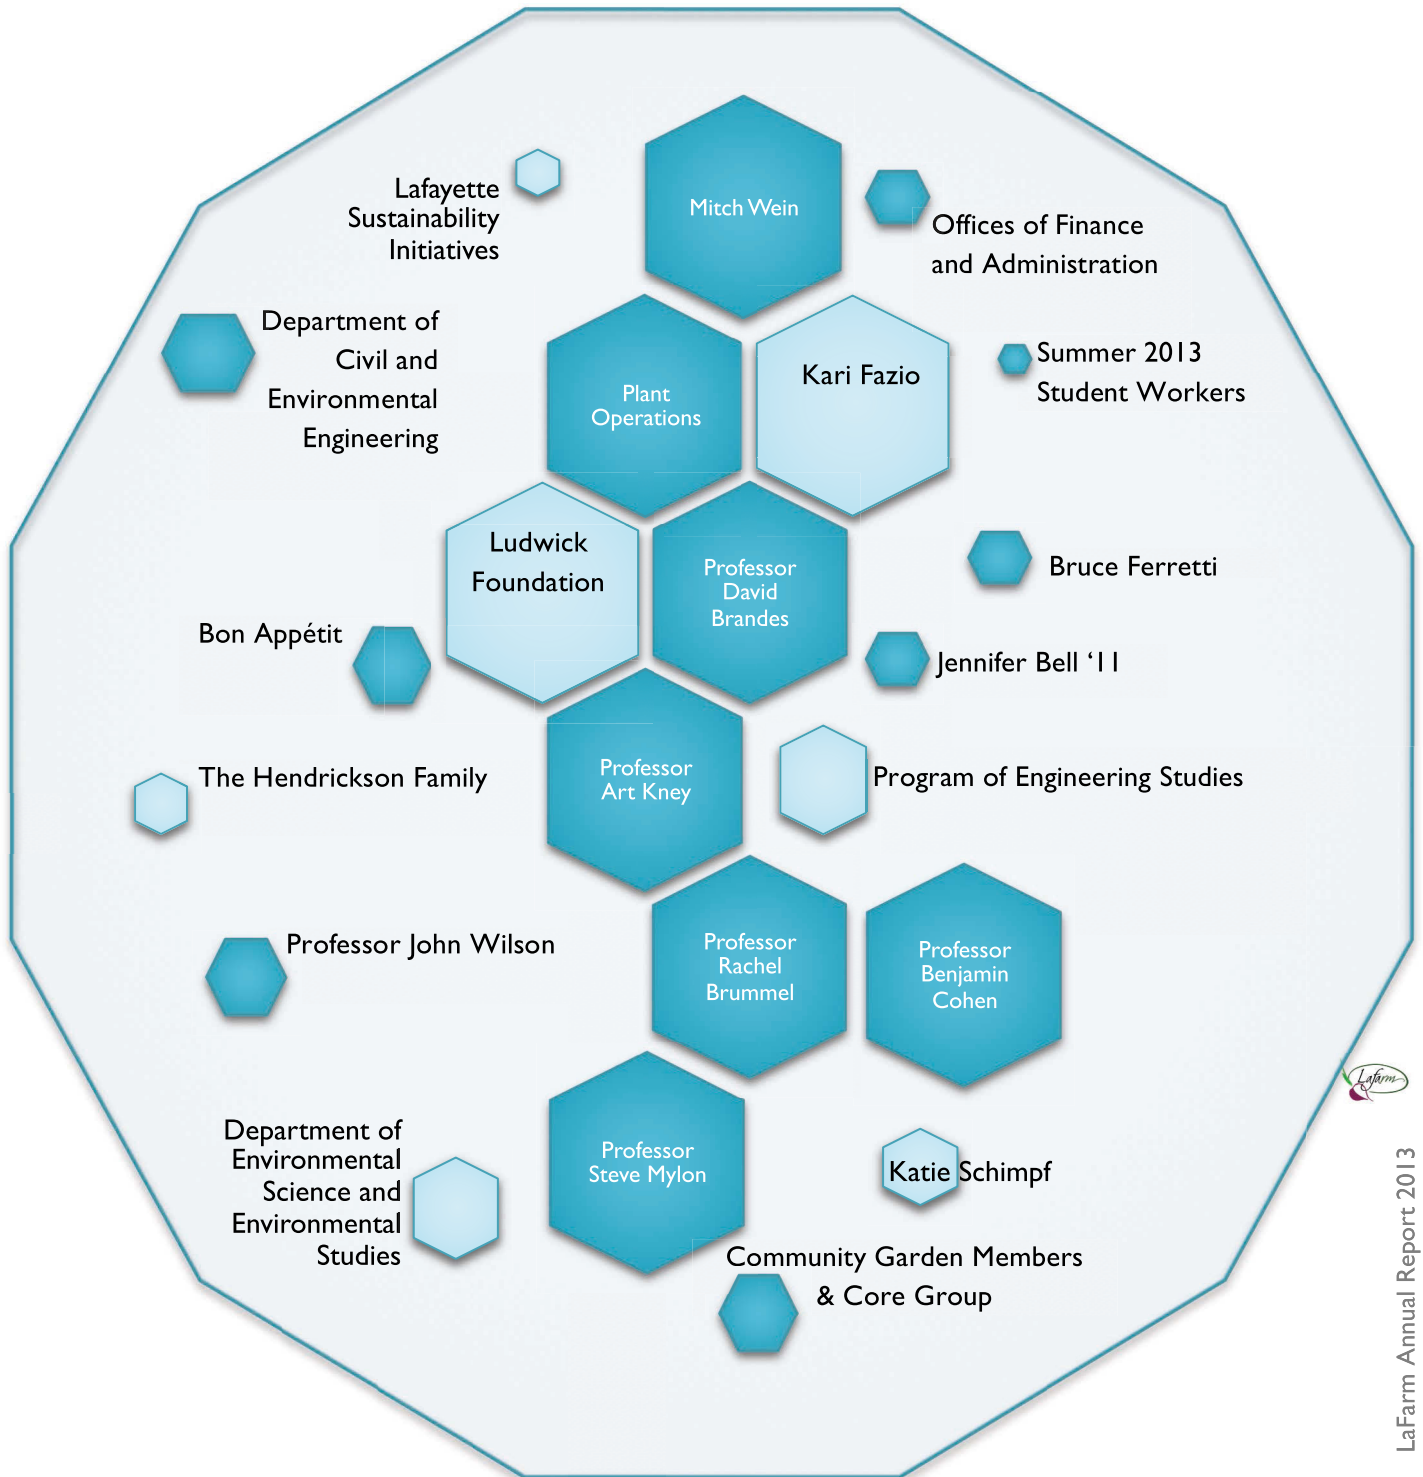 Mitch Wein
Lafayette
Sustainability
Initiatives
Offices of Finance
and Administration
Department of
Civil and
Environmental
Engineering
Plant
Operations
Kari Fazio
Summer 2013
Student Workers
Ludwick
Foundation
Professor
David
Brandes
Bruce Ferretti
Bon Appétit
Jennifer Bell ‘11
The Hendrickson Family
Professor
Art Kney
Program of Engineering Studies
Professor John Wilson
Professor
Rachel
Brummel
Professor
Benjamin
Cohen
Lafarm
Department of
Environmental
Science and
Environmental
Studies
Professor
Steve Mylon
Katie Schimpf
Community Garden Members
& Core Group
LaFarm Annual Report 2013